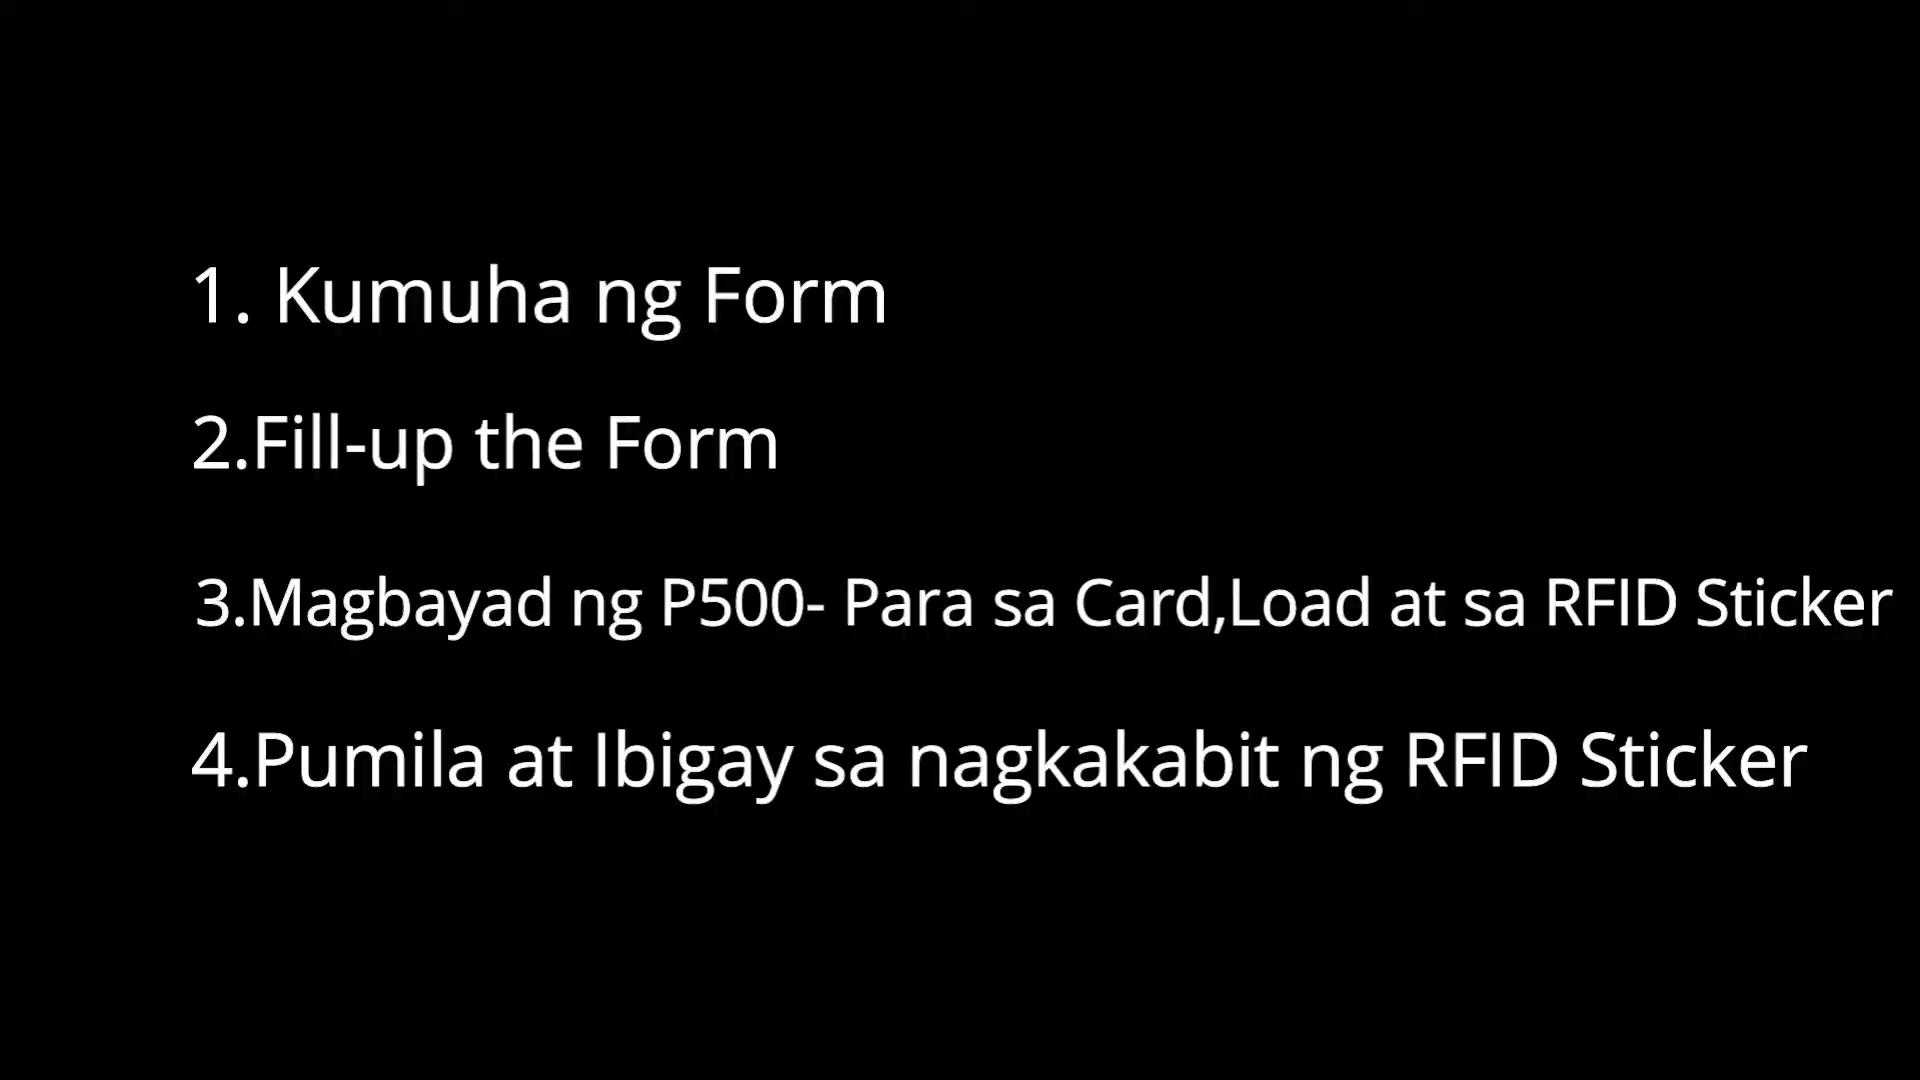 1. Kumuha ng Form
2.Fill-up the Form
3.Magbayad ng P500- Para sa Card,Load at sa RFID Sticker
4.Pumila at Ibigay sa nagkakabit ng RFID Sticker